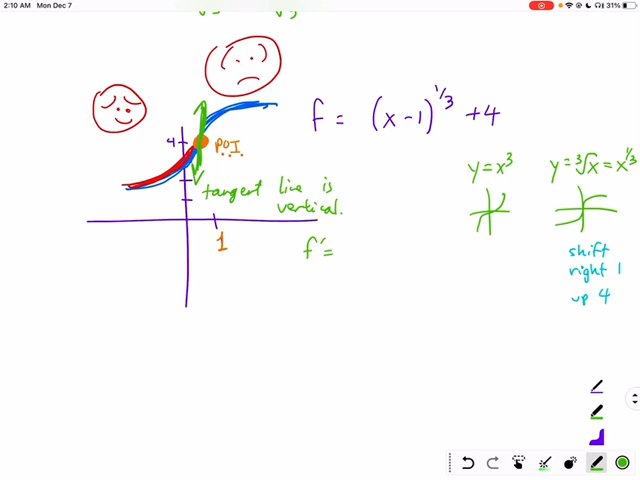 2:10 AM Mon Dec 7
31%
f = (x-1)^{1/3} + 4
4
P.O.I.
y = x^3
y = ∛x = x^{1/3}
tangent line is
vertical.
1
f' =
shift
right 1
up 4